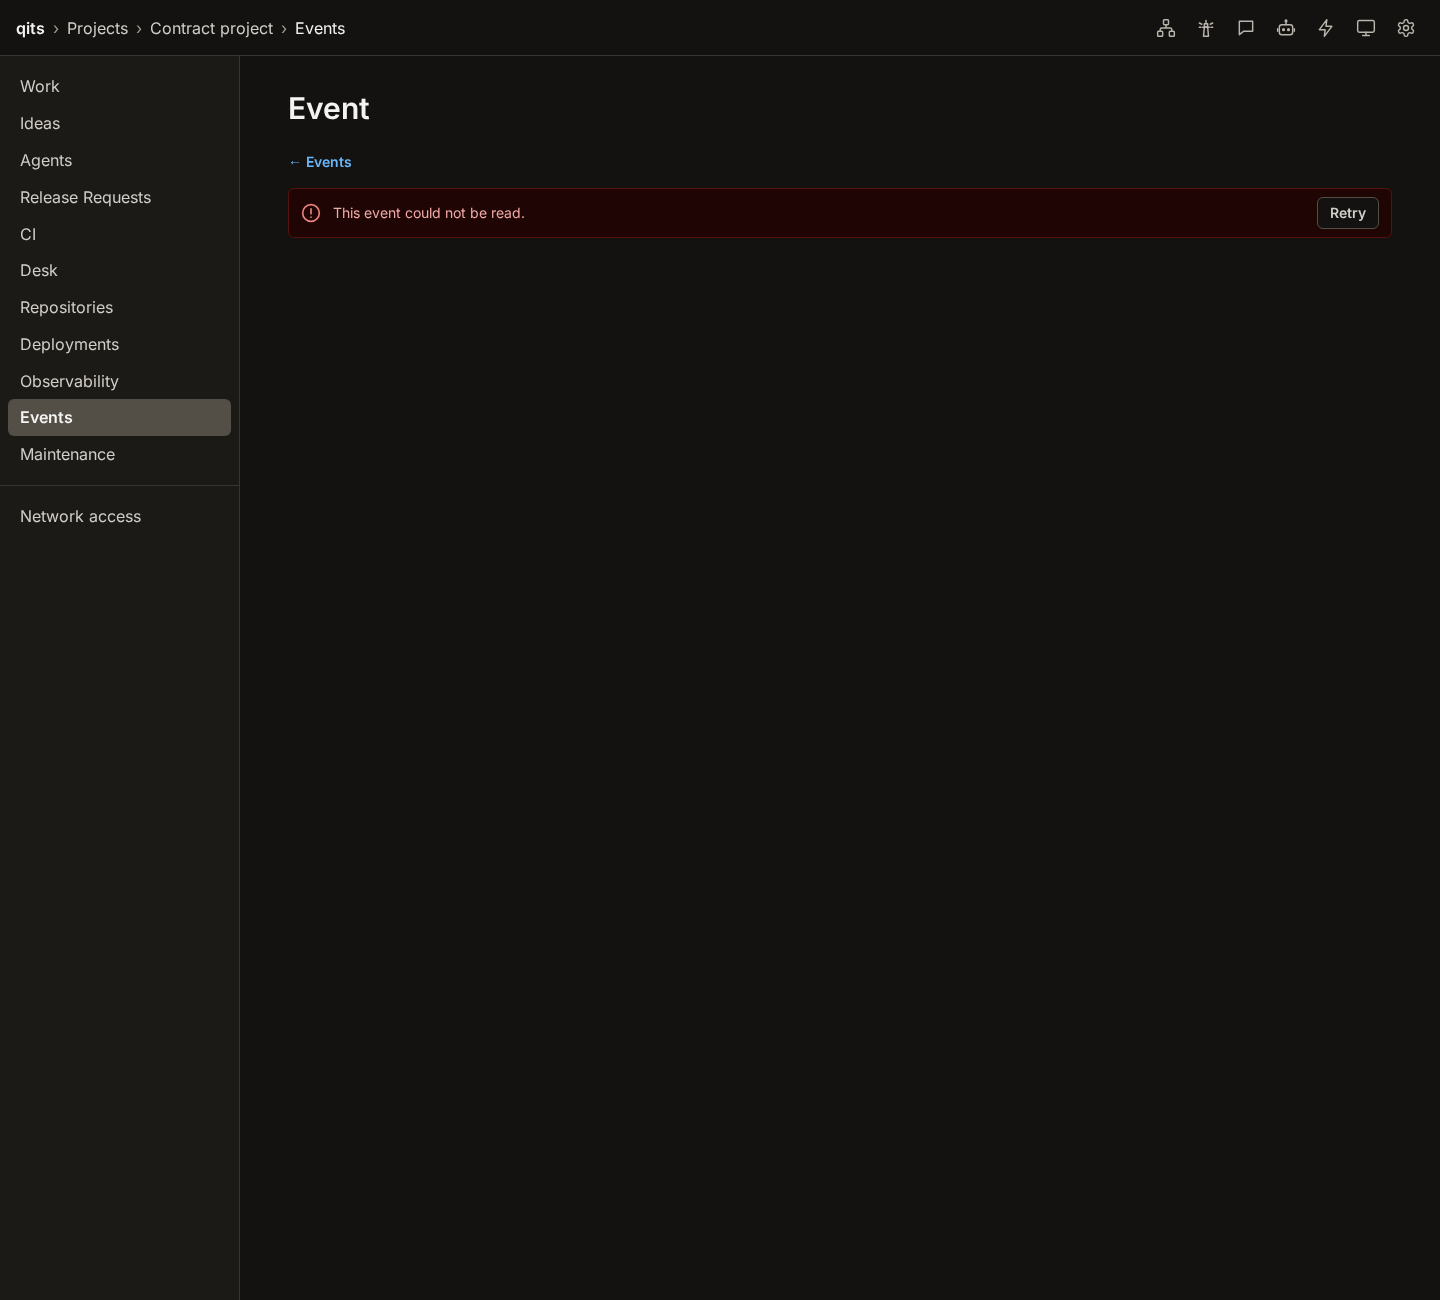 qits › Projects › Contract project › Events
Work
Ideas
Agents
Release Requests
CI
Desk
Repositories
Deployments
Observability
Events
Maintenance
Network access
Event
← Events
This event could not be read.
Retry